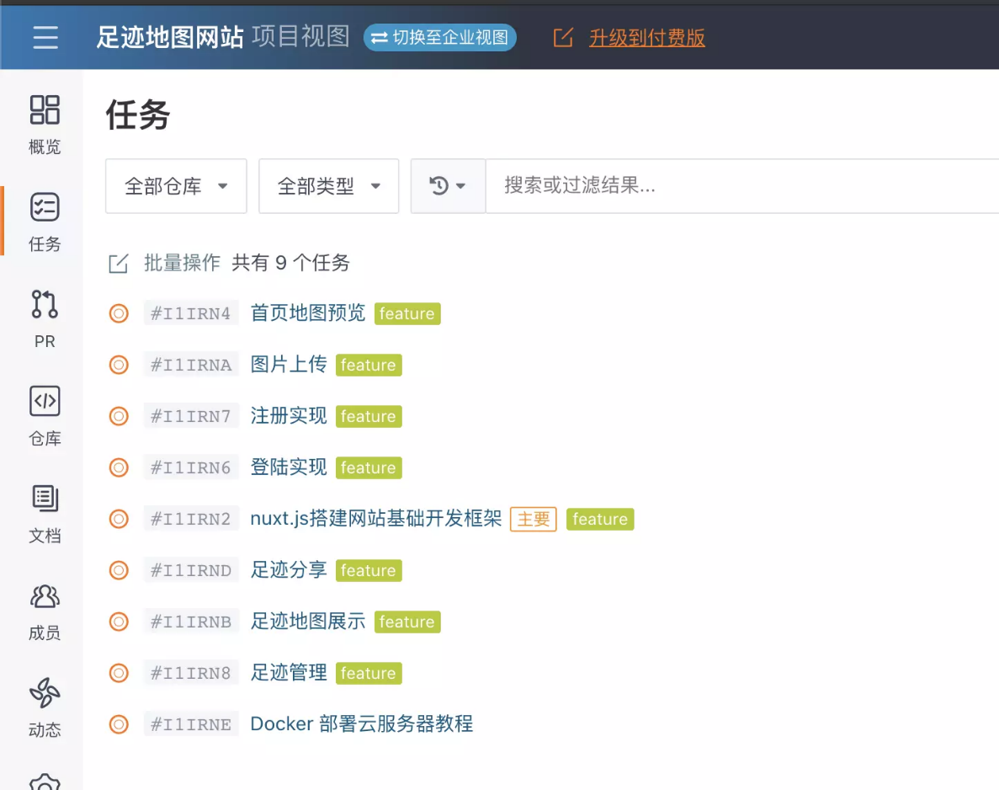 足迹地图网站 项目视图 切换至企业视图 升级到付费版
概览
任务
PR
仓库
文档
成员
动态
任务
全部仓库 全部类型 搜索或过滤结果...
批量操作 共有 9 个任务
#I1IRN4 首页地图预览 feature
#I1IRNA 图片上传 feature
#I1IRN7 注册实现 feature
#I1IRN6 登陆实现 feature
#I1IRN2 nuxt.js搭建网站基础开发框架 主要 feature
#I1IRND 足迹分享 feature
#I1IRNB 足迹地图展示 feature
#I1IRN8 足迹管理 feature
#I1IRNE Docker 部署云服务器教程